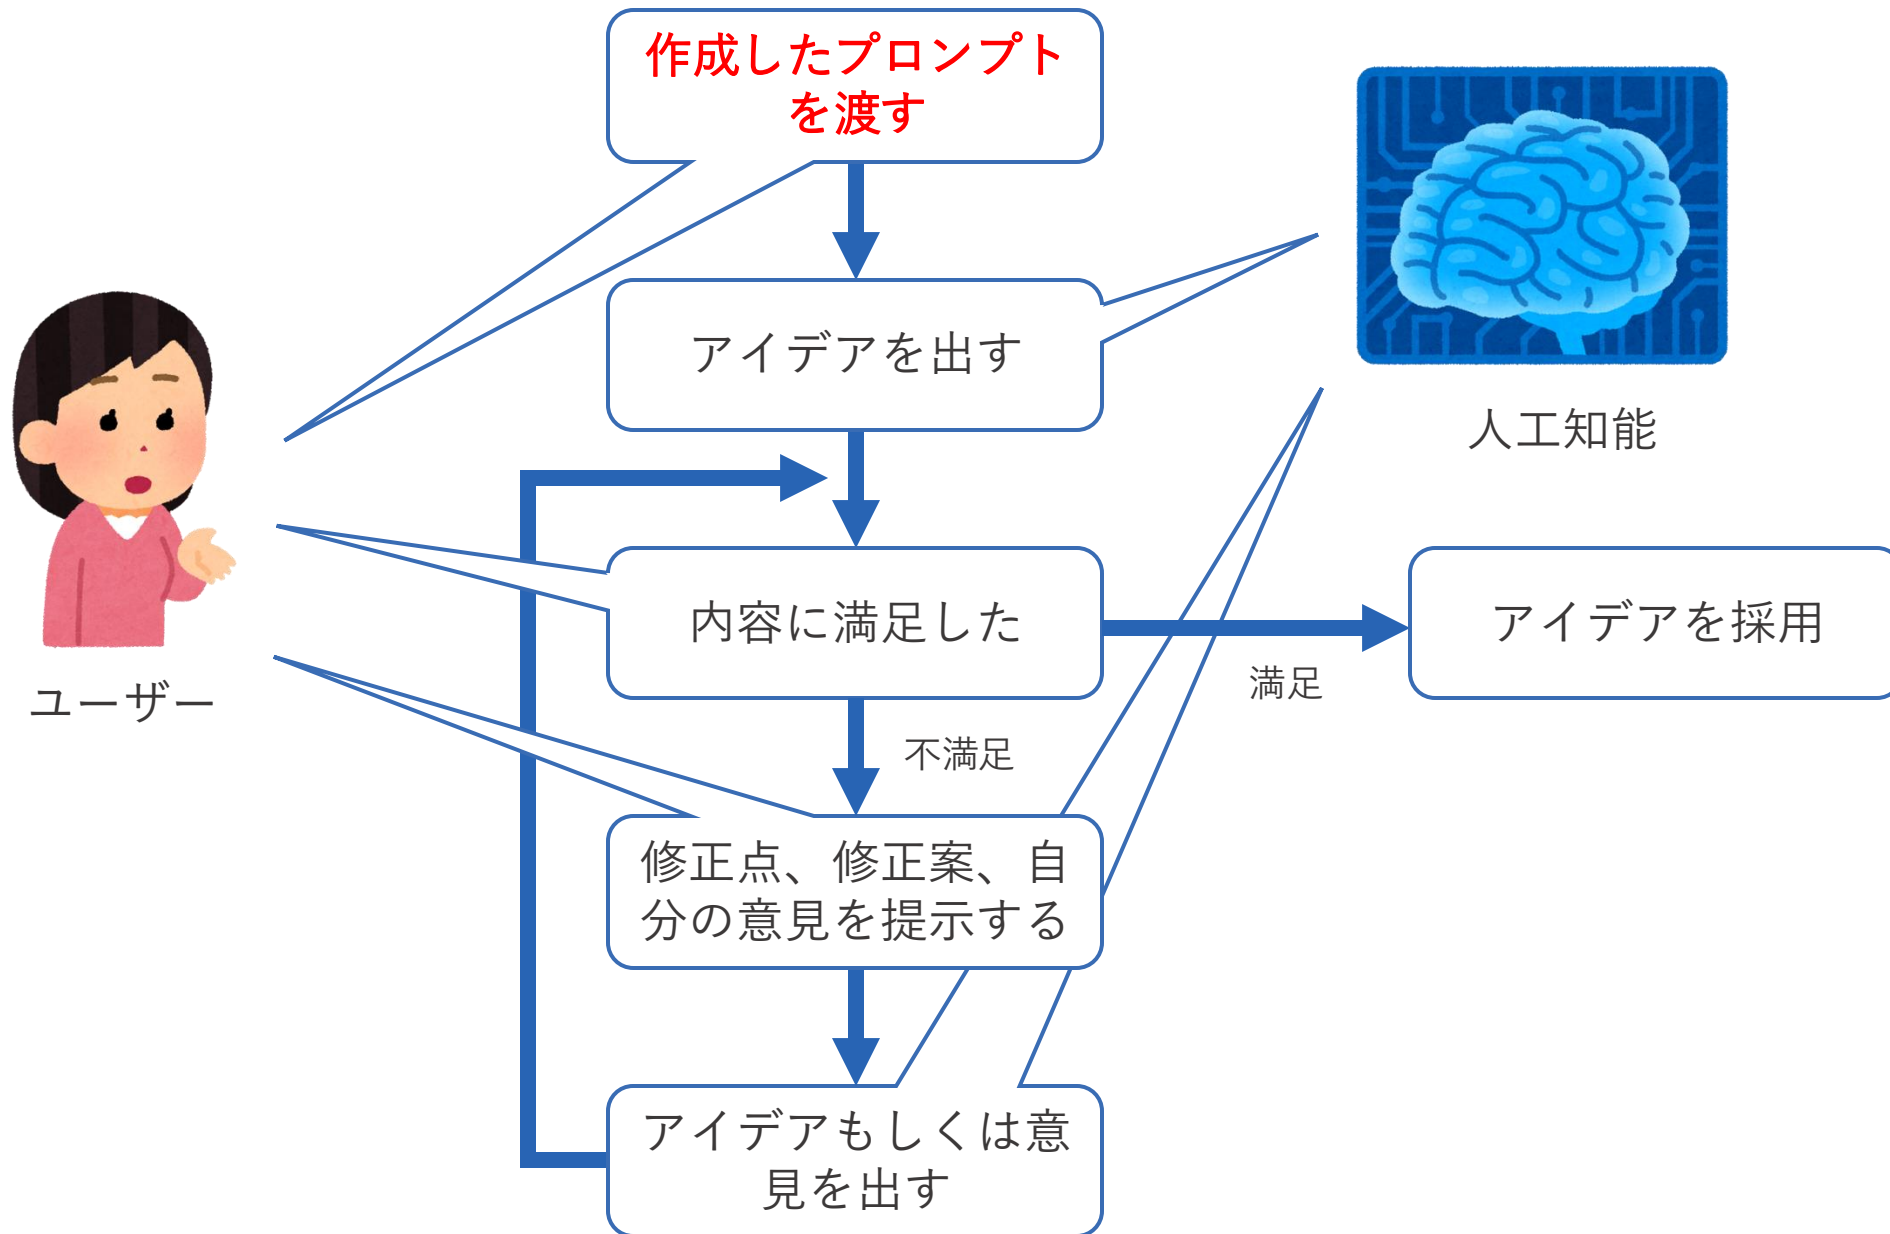 作成したプロンプト
を渡す
アイデアを出す
人工知能
内容に満足した
アイデアを採用
満足
ユーザー
不満足
修正点、修正案、自
分の意見を提示する
アイデアもしくは意
見を出す